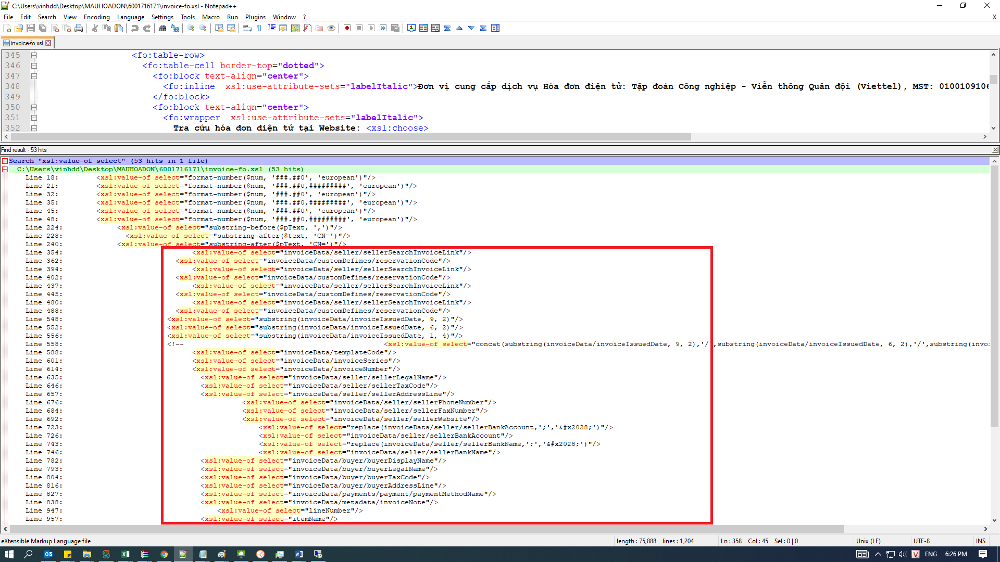 C:\Users\vinhdd\Desktop\MAUHOADON\6001716171\invoice-fo.xsl - Notepad++
File Edit Search View Encoding Language Settings Tools Macro Run Plugins Window ? X
invoice-fo.xsl
345 <fo:table-row>
346 <fo:table-cell border-top="dotted">
347 <fo:block text-align="center">
348 <fo:inline xsl:use-attribute-sets="labelItalic">Đơn vị cung cấp dịch vụ Hóa đơn điện tử: Tập đoàn Công nghiệp - Viễn thông Quân đội (Viettel), MST: 0100109106
349 </fo:block>
350 <fo:block text-align="center">
351 <fo:wrapper xsl:use-attribute-sets="labelItalic">
352 Tra cứu hóa đơn điện tử tại Website: <xsl:choose>
Find result - 53 hits
Search "xsl:value-of select" (53 hits in 1 file)
C:\Users\vinhdd\Desktop\MAUHOADON\6001716171\invoice-fo.xsl (53 hits)
Line 18: <xsl:value-of select="format-number($num, '###.##0', 'european')"/>
Line 21: <xsl:value-of select="format-number($num, '###.##0,#########', 'european')"/>
Line 32: <xsl:value-of select="format-number($num, '###.##0', 'european')"/>
Line 35: <xsl:value-of select="format-number($num, '###.##0,#########', 'european')"/>
Line 45: <xsl:value-of select="format-number($num, '###.##0', 'european')"/>
Line 48: <xsl:value-of select="format-number($num, '###.##0,#########', 'european')"/>
Line 224: <xsl:value-of select="substring-before($pText, ',')"/>
Line 228: <xsl:value-of select="substring-after($text, 'CN=')"/>
Line 240: <xsl:value-of select="substring-after($pText, 'CN=')"/>
Line 354: <xsl:value-of select="invoiceData/seller/sellerSearchInvoiceLink"/>
Line 362: <xsl:value-of select="invoiceData/customDefines/reservationCode"/>
Line 394: <xsl:value-of select="invoiceData/seller/sellerSearchInvoiceLink"/>
Line 402: <xsl:value-of select="invoiceData/customDefines/reservationCode"/>
Line 437: <xsl:value-of select="invoiceData/seller/sellerSearchInvoiceLink"/>
Line 445: <xsl:value-of select="invoiceData/customDefines/reservationCode"/>
Line 480: <xsl:value-of select="invoiceData/seller/sellerSearchInvoiceLink"/>
Line 488: <xsl:value-of select="invoiceData/customDefines/reservationCode"/>
Line 548: <xsl:value-of select="substring(invoiceData/invoiceIssuedDate, 9, 2)"/>
Line 552: <xsl:value-of select="substring(invoiceData/invoiceIssuedDate, 6, 2)"/>
Line 556: <xsl:value-of select="substring(invoiceData/invoiceIssuedDate, 1, 4)"/>
Line 558: <!-- <xsl:value-of select="concat(substring(invoiceData/invoiceIssuedDate, 9, 2),'/',substring(invoiceData/invoiceIssuedDate, 6, 2),'/',substring(invo
Line 588: <xsl:value-of select="invoiceData/templateCode"/>
Line 601: <xsl:value-of select="invoiceData/invoiceSeries"/>
Line 614: <xsl:value-of select="invoiceData/invoiceNumber"/>
Line 635: <xsl:value-of select="invoiceData/seller/sellerLegalName"/>
Line 646: <xsl:value-of select="invoiceData/seller/sellerTaxCode"/>
Line 657: <xsl:value-of select="invoiceData/seller/sellerAddressLine"/>
Line 676: <xsl:value-of select="invoiceData/seller/sellerPhoneNumber"/>
Line 684: <xsl:value-of select="invoiceData/seller/sellerFaxNumber"/>
Line 692: <xsl:value-of select="invoiceData/seller/sellerWebsite"/>
Line 723: <xsl:value-of select="replace(invoiceData/seller/sellerBankAccount,';','&#x2028;')"/>
Line 726: <xsl:value-of select="invoiceData/seller/sellerBankAccount"/>
Line 743: <xsl:value-of select="replace(invoiceData/seller/sellerBankName,';','&#x2028;')"/>
Line 746: <xsl:value-of select="invoiceData/seller/sellerBankName"/>
Line 782: <xsl:value-of select="invoiceData/buyer/buyerDisplayName"/>
Line 793: <xsl:value-of select="invoiceData/buyer/buyerLegalName"/>
Line 804: <xsl:value-of select="invoiceData/buyer/buyerTaxCode"/>
Line 816: <xsl:value-of select="invoiceData/buyer/buyerAddressLine"/>
Line 827: <xsl:value-of select="invoiceData/payments/payment/paymentMethodName"/>
Line 838: <xsl:value-of select="invoiceData/metadata/invoiceNote"/>
Line 947: <xsl:value-of select="lineNumber"/>
Line 957: <xsl:value-of select="itemName"/>
eXtensible Markup Language file length : 75,888 lines : 1,204 Ln : 358 Col : 45 Sel : 0 | 0 Unix (LF) UTF-8 INS
ENG 6:26 PM